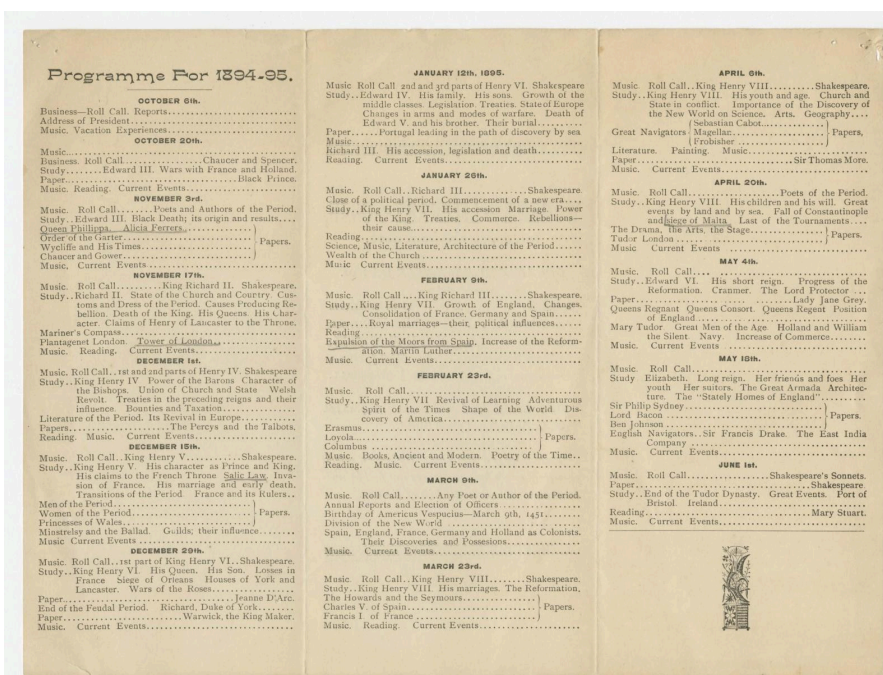 Programme For 1894-95.
OCTOBER 6th.
Business—Roll Call. Reports
Address of President
Music. Vacation Experiences
OCTOBER 20th.
Music
Business. Roll Call Chaucer and Spencer.
Study Edward III. Wars with France and Holland.
Paper Black Prince.
Music. Reading. Current Events
NOVEMBER 3rd.
Music. Roll Call Poets and Authors of the Period.
Study..Edward III. Black Death; its origin and results
Queen Phillippa. Alicia Ferrers
Order of the Garter
Wycliffe and His Times
Chaucer and Gower
Papers.
Music. Current Events
NOVEMBER 17th.
Music. Roll Call King Richard II. Shakespeare.
Study..Richard II. State of the Church and Country. Cus-
toms and Dress of the Period. Causes Producing Re-
bellion. Death of the King. His Queens. His Char-
acter. Claims of Henry of Lancaster to the Throne.
Mariner's Compass
Plantagenet London. Tower of London
Music. Reading. Current Events
DECEMBER 1st.
Music. Roll Call..1st and 2nd parts of Henry IV. Shakespeare
Study..King Henry IV Power of the Barons Character of
the Bishops. Union of Church and State Welsh
Revolt. Treaties in the preceding reigns and their
influence. Bounties and Taxation
Literature of the Period. Its Revival in Europe
Papers The Percys and the Talbots.
Reading. Music. Current Events
DECEMBER 15th.
Music. Roll Call..King Henry V Shakespeare.
Study..King Henry V. His character as Prince and King.
His claims to the French Throne Salic Law. Inva-
sion of France. His marriage and early death.
Transitions of the Period. France and its Rulers..
Men of the Period
Women of the Period
Princesses of Wales
Papers.
Minstrelsy and the Ballad. Guilds; their influence
Music Current Events
DECEMBER 29th.
Music. Roll Call..1st part of King Henry VI..Shakespeare.
Study..King Henry VI. His Queen. His Son. Losses in
France Siege of Orleans Houses of York and
Lancaster. Wars of the Roses
Paper Jeanne D'Arc.
End of the Feudal Period. Richard, Duke of York
Paper Warwick, the King Maker.
Music. Current Events
JANUARY 12th, 1895.
Music Roll Call 2nd and 3rd parts of Henry VI. Shakespeare
Study..Edward IV. His family. His sons. Growth of the
middle classes. Legislation. Treaties. State of Europe
Changes in arms and modes of warfare. Death of
Edward V. and his brother. Their burial
Paper Portugal leading in the path of discovery by sea
Music
Richard III. His accession, legislation and death
Reading. Current Events
JANUARY 26th.
Music. Roll Call..Richard III Shakespeare.
Close of a political period. Commencement of a new era....
Study..King Henry VII. His accession Marriage. Power
of the King. Treaties. Commerce. Rebellions—
their cause
Reading
Science, Music, Literature, Architecture of the Period
Wealth of the Church
Music Current Events
FEBRUARY 9th.
Music. Roll Call....King Richard III Shakespeare.
Study..King Henry VII. Growth of England, Changes.
Consolidation of France. Germany and Spain
Paper....Royal marriages—their political influences
Reading
Expulsion of the Moors from Spain. Increase of the Reform-
ation. Martin Luther
Music. Current Events
FEBRUARY 23rd.
Music. Roll Call
Study..King Henry VII Revival of Learning Adventurous
Spirit of the Times Shape of the World Dis-
covery of America
Erasmus
Loyola
Columbus
Papers.
Music. Books, Ancient and Modern. Poetry of the Time..
Reading. Music. Current Events
MARCH 9th.
Music. Roll Call Any Poet or Author of the Period.
Annual Reports and Election of Officers
Birthday of Americus Vespucius—March 9th, 1451
Division of the New World
Spain, England, France, Germany and Holland as Colonists.
Their Discoveries and Possesions
Music. Current Events
MARCH 23rd.
Music. Roll Call..King Henry VIII Shakespeare.
Study..King Henry VIII. His marriages. The Reformation,
The Howards and the Seymours
Charles V. of Spain
Francis I. of France
Papers.
Music. Reading. Current Events
APRIL 6th.
Music. Roll Call..King Henry VIII Shakespeare.
Study..King Henry VIII. His youth and age. Church and
State in conflict. Importance of the Discovery of
the New World on Science. Arts. Geography....
Great Navigators
Sebastian Cabot
Magellan
Frobisher
Papers,
Literature. Painting. Music
Paper Sir Thomas More.
Music. Current Events
APRIL 20th.
Music. Roll Call Poets of the Period.
Study..King Henry VIII. His children and his will. Great
events by land and by sea. Fall of Constantinople
and siege of Malta Last of the Tournaments....
The Drama, the Arts, the Stage
Tudor London
Papers.
Music. Current Events
MAY 4th.
Music. Roll Call
Study..Edward VI. His short reign. Progress of the
Reformation. Cranmer. The Lord Protector ...
Paper Lady Jane Grey.
Queens Regnant Queens Consort. Queens Regent Position
of England
Mary Tudor Great Men of the Age Holland and William
the Silent. Navy. Increase of Commerce
Music. Current Events
MAY 18th.
Music. Roll Call
Study Elizabeth. Long reign. Her friends and foes Her
youth Her suitors. The Great Armada Architec-
ture. The "Stately Homes of England"
Sir Philip Sydney
Lord Bacon
Ben Johnson
Papers.
English Navigators..Sir Francis Drake. The East India
Company
Music. Current Events
JUNE 1st.
Music. Roll Call Shakespeare's Sonnets.
Paper Shakespeare.
Study..End of the Tudor Dynasty. Great Events. Port of
Bristol. Ireland
Reading Mary Stuart.
Music. Current Events